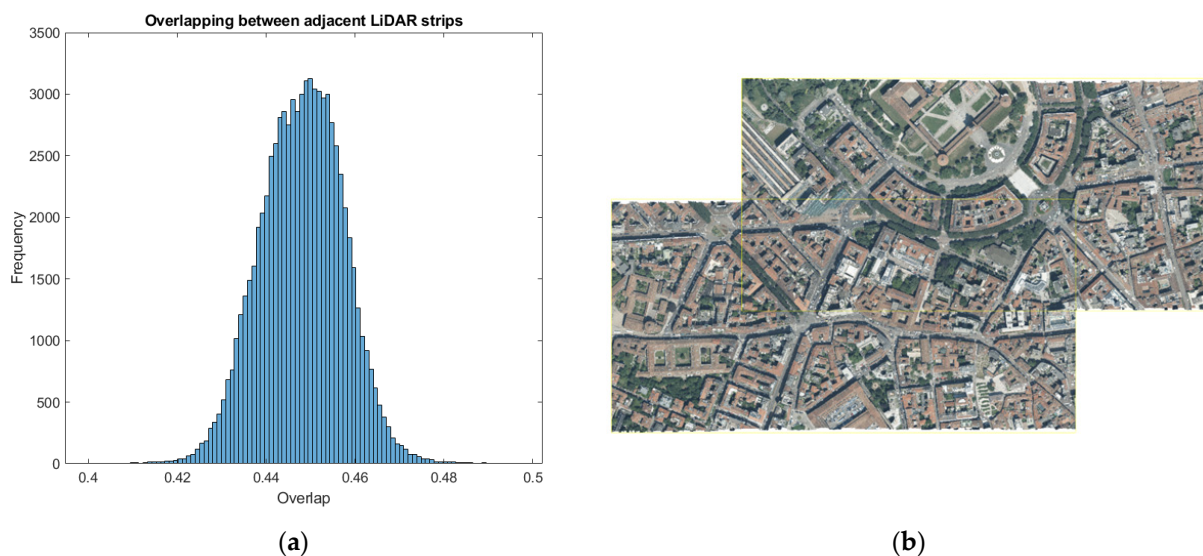 Overlapping between adjacent LiDAR strips
3500
3000
2500
2000
1500
1000
500
0
Frequency
0.4 0.42 0.44 0.46 0.48 0.5
Overlap
(a) (b)